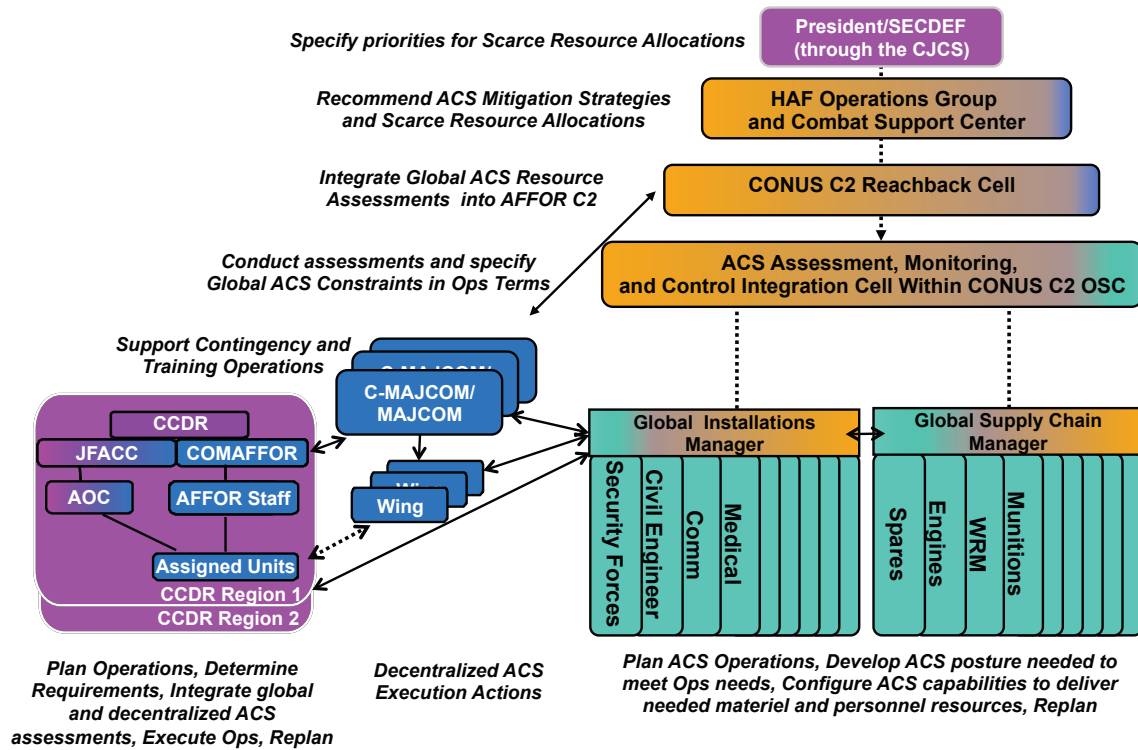 Specify priorities for Scarce Resource Allocations
President/SECDEF
(through the CJCS)
Recommend ACS Mitigation Strategies
and Scarce Resource Allocations
HAF Operations Group
and Combat Support Center
Integrate Global ACS Resource
Assessments into AFFOR C2
CONUS C2 Reachback Cell
Conduct assessments and specify
Global ACS Constraints in Ops Terms
ACS Assessment, Monitoring,
and Control Integration Cell Within CONUS C2 OSC
Support Contingency and
Training Operations
C-MAJCOM/
C-MAJCOM/
MAJCOM
CCDR
JFACC
COMAFFOR
AOC
AFFOR Staff
Assigned Units
CCDR Region 1
CCDR Region 2
Wing
Wing
Global Installations
Manager
Security Forces
Civil Engineer
Comm
Medical
Global Supply Chain
Manager
Spares
Engines
WRM
Munitions
Plan Operations, Determine
Requirements, Integrate global
and decentralized ACS
assessments, Execute Ops, Replan
Decentralized ACS
Execution Actions
Plan ACS Operations, Develop ACS posture needed to
meet Ops needs, Configure ACS capabilities to deliver
needed materiel and personnel resources, Replan